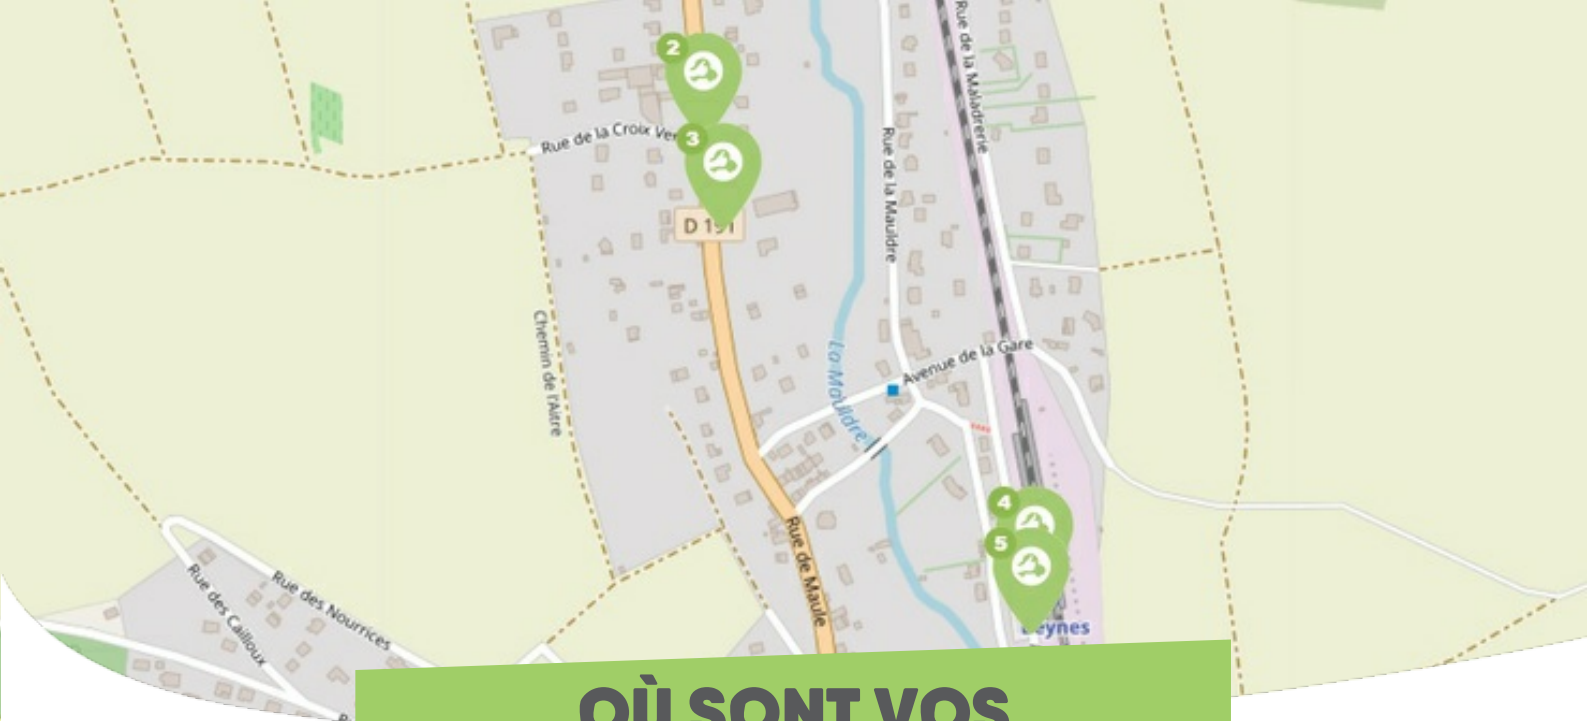 2
Rue de la Maladrerie
3
Rue de la Croix
Rue de la Mauldre
D 191
Chemin de l'Aître
La Mauldre
Avenue de la Gare
4
5
Rue de Maule
Rue des Nourrices
Rue des Cailloux
Beynes
OÙ SONT VOS